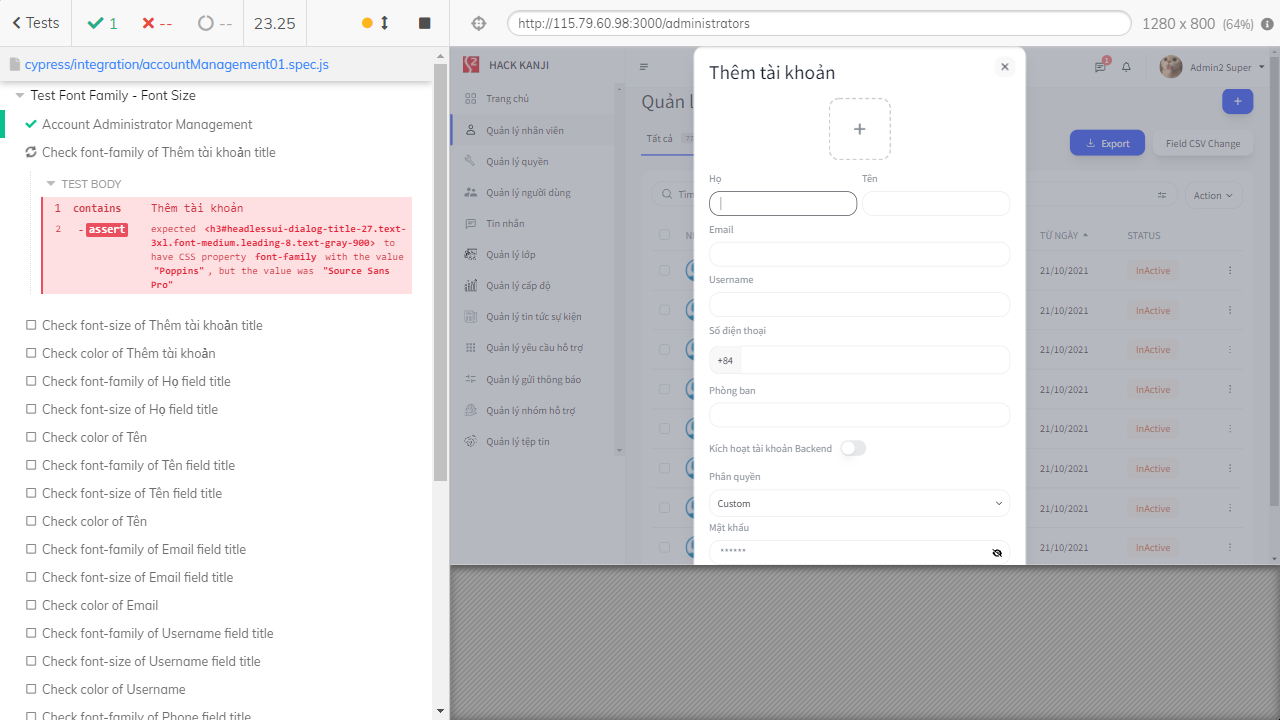 Tests
1
--
--
23.25
http://115.79.60.98:3000/administrators
1280 x 800 (64%)
cypress/integration/accountManagement01.spec.js
Test Font Family - Font Size
Account Administrator Management
Check font-family of Thêm tài khoản title
TEST BODY
1 contains Thêm tài khoản
2 - assert expected <h3#headlessui-dialog-title-27.text-
3xl.font-medium.leading-8.text-gray-900> to
have CSS property font-family with the value
"Poppins" , but the value was "Source Sans
Pro"
Check font-size of Thêm tài khoản title
Check color of Thêm tài khoản
Check font-family of Họ field title
Check font-size of Họ field title
Check color of Tên
Check font-family of Tên field title
Check font-size of Tên field title
Check color of Tên
Check font-family of Email field title
Check font-size of Email field title
Check color of Email
Check font-family of Username field title
Check font-size of Username field title
Check color of Username
Check font-family of Phone field title
HACK KANJI
Trang chủ
Quản lý nhân viên
Quản lý quyền
Quản lý người dùng
Tin nhắn
Quản lý lớp
Quản lý cấp độ
Quản lý tin tức sự kiện
Quản lý yêu cầu hỗ trợ
Quản lý gửi thông báo
Quản lý nhóm hỗ trợ
Quản lý tệp tin
1
Admin2 Super
Quản l
+
Tất cả
Export
Field CSV Change
Tìm
Action
TỪ NGÀY
STATUS
21/10/2021 InActive
21/10/2021 InActive
21/10/2021 InActive
21/10/2021 InActive
21/10/2021 InActive
21/10/2021 InActive
21/10/2021 InActive
21/10/2021 InActive
Thêm tài khoản
+
Họ
Tên
Email
Username
Số điện thoại
+84
Phòng ban
Kích hoạt tài khoản Backend
Phân quyền
Custom
Mật khẩu
******